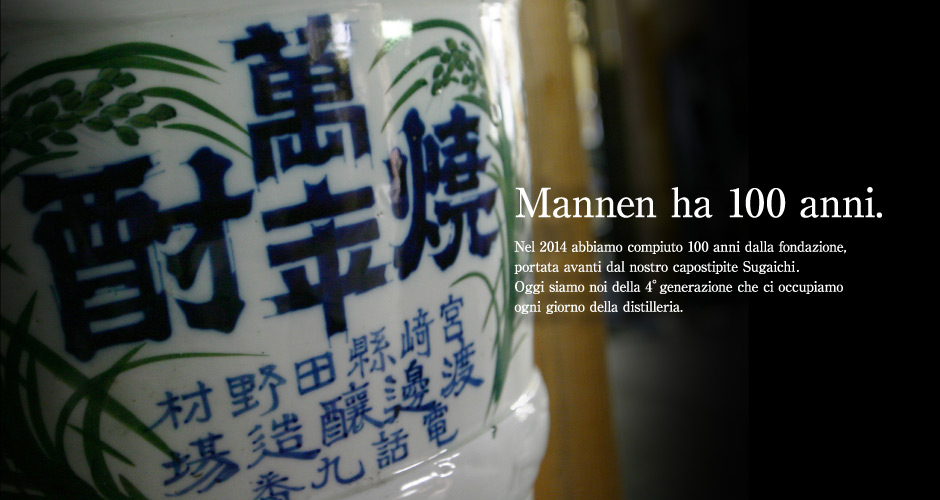 萬年
燒酎
宮崎縣田野村
渡邊釀造場
電話九番
Mannen ha 100 anni.
Nel 2014 abbiamo compiuto 100 anni dalla fondazione,
portata avanti dal nostro capostipite Sugaichi.
Oggi siamo noi della 4° generazione che ci occupiamo
ogni giorno della distilleria.